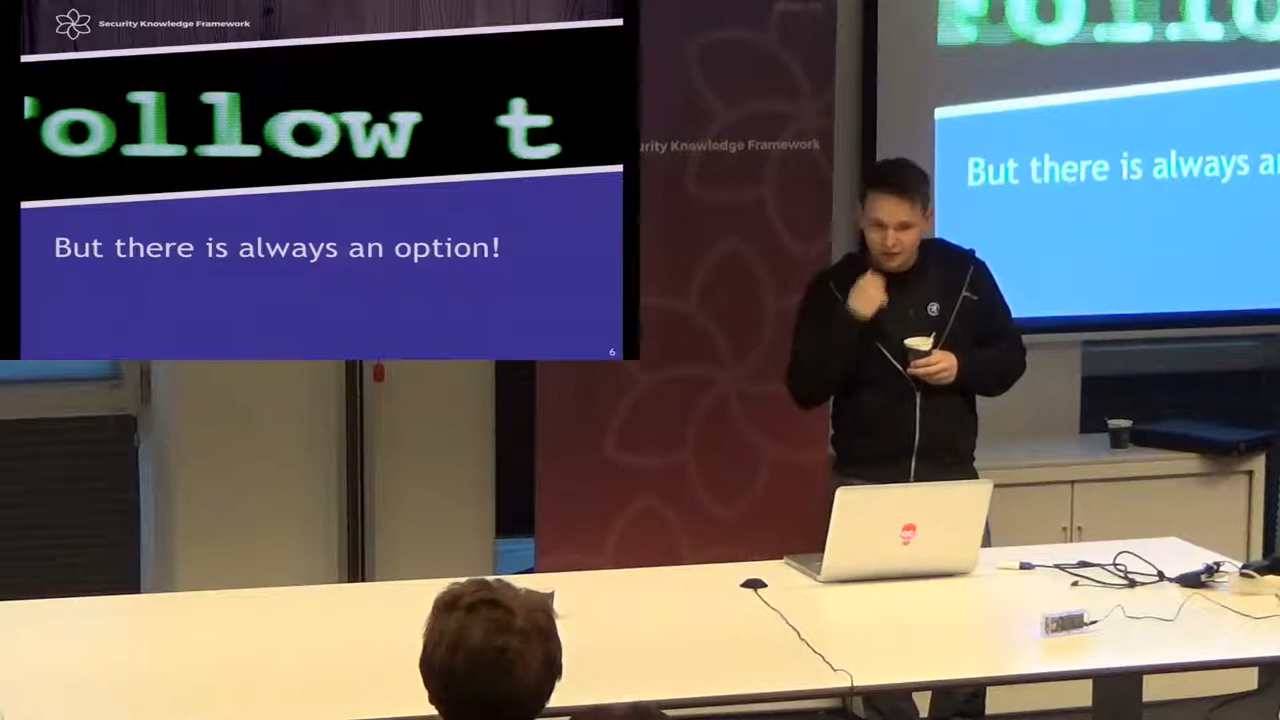 Security Knowledge Framework
ollow t
But there is always an option!
6
urity Knowledge Framework
ollo
But there is always a